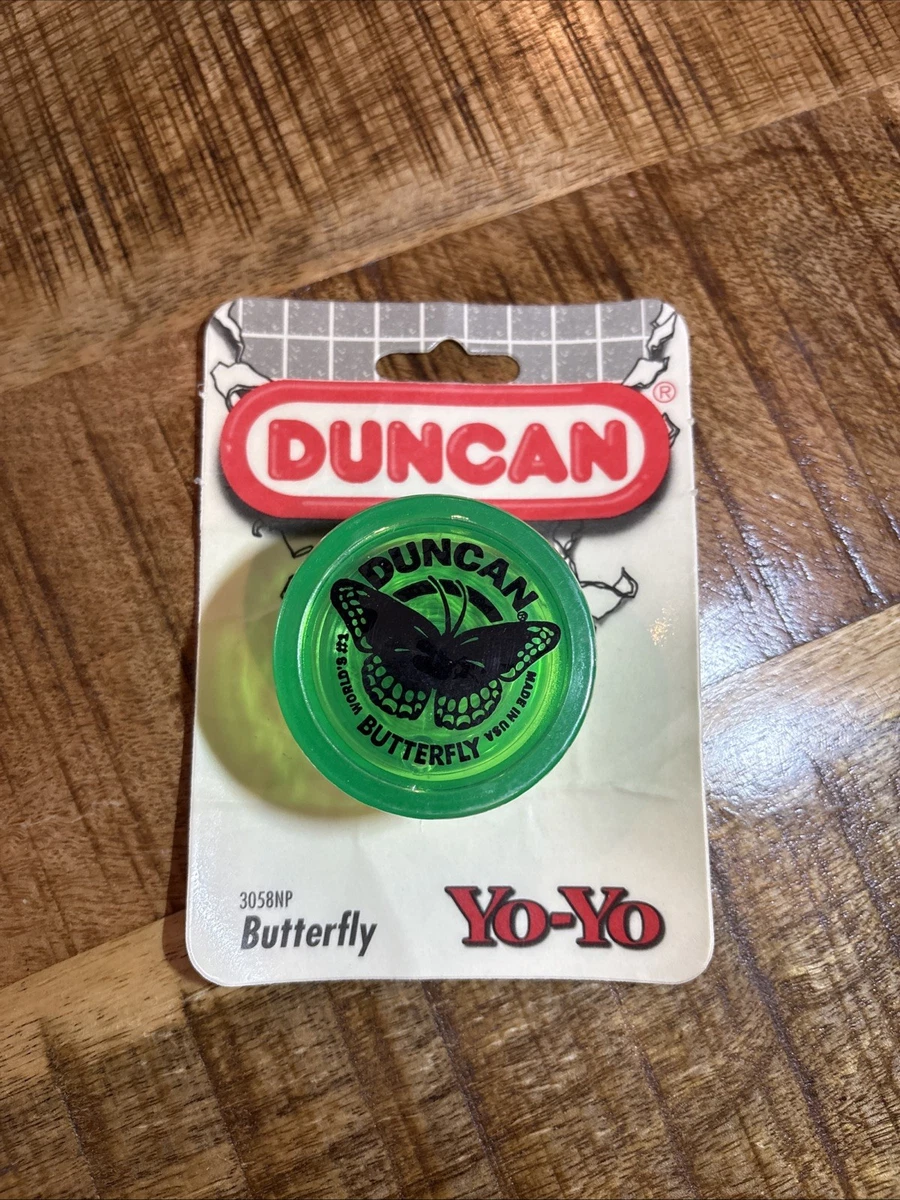 DUNCAN®
DUNCAN®
WORLD'S #1
MADE IN USA
BUTTERFLY
3058NP
Butterfly
Yo-Yo